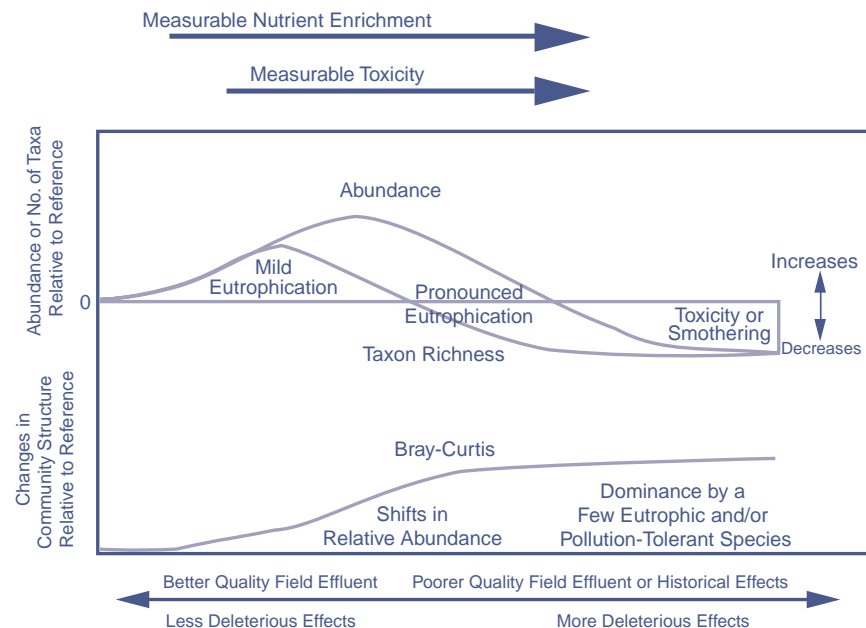 Measurable Nutrient Enrichment
Measurable Toxicity
Abundance or No. of Taxa
Relative to Reference
Abundance
Mild
Eutrophication
Increases
0
Pronounced
Eutrophication
Toxicity or
Smothering
Taxon Richness
Decreases
Changes in
Community Structure
Relative to Reference
Bray-Curtis
Shifts in
Relative Abundance
Dominance by a
Few Eutrophic and/or
Pollution-Tolerant Species
Better Quality Field Effluent
Poorer Quality Field Effluent or Historical Effects
Less Deleterious Effects
More Deleterious Effects